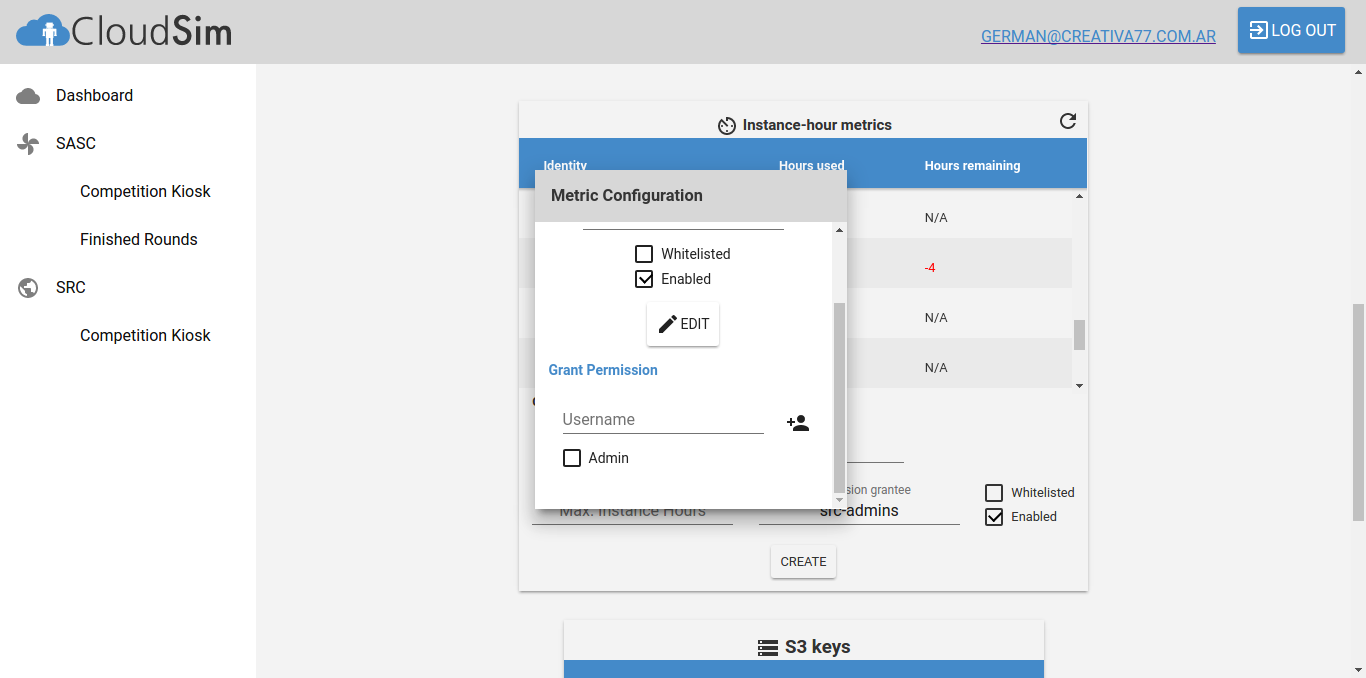 CloudSim
GERMAN@CREATIVA77.COM.AR
LOG OUT
Dashboard
SASC
Competition Kiosk
Finished Rounds
SRC
Competition Kiosk
Instance-hour metrics
Identity Hours used Hours remaining
N/A
-4
N/A
N/A
Metric Configuration
Whitelisted
Enabled
EDIT
Grant Permission
Username
Admin
sion grantee
Max. Instance Hours
src-admins
Whitelisted
Enabled
CREATE
S3 keys